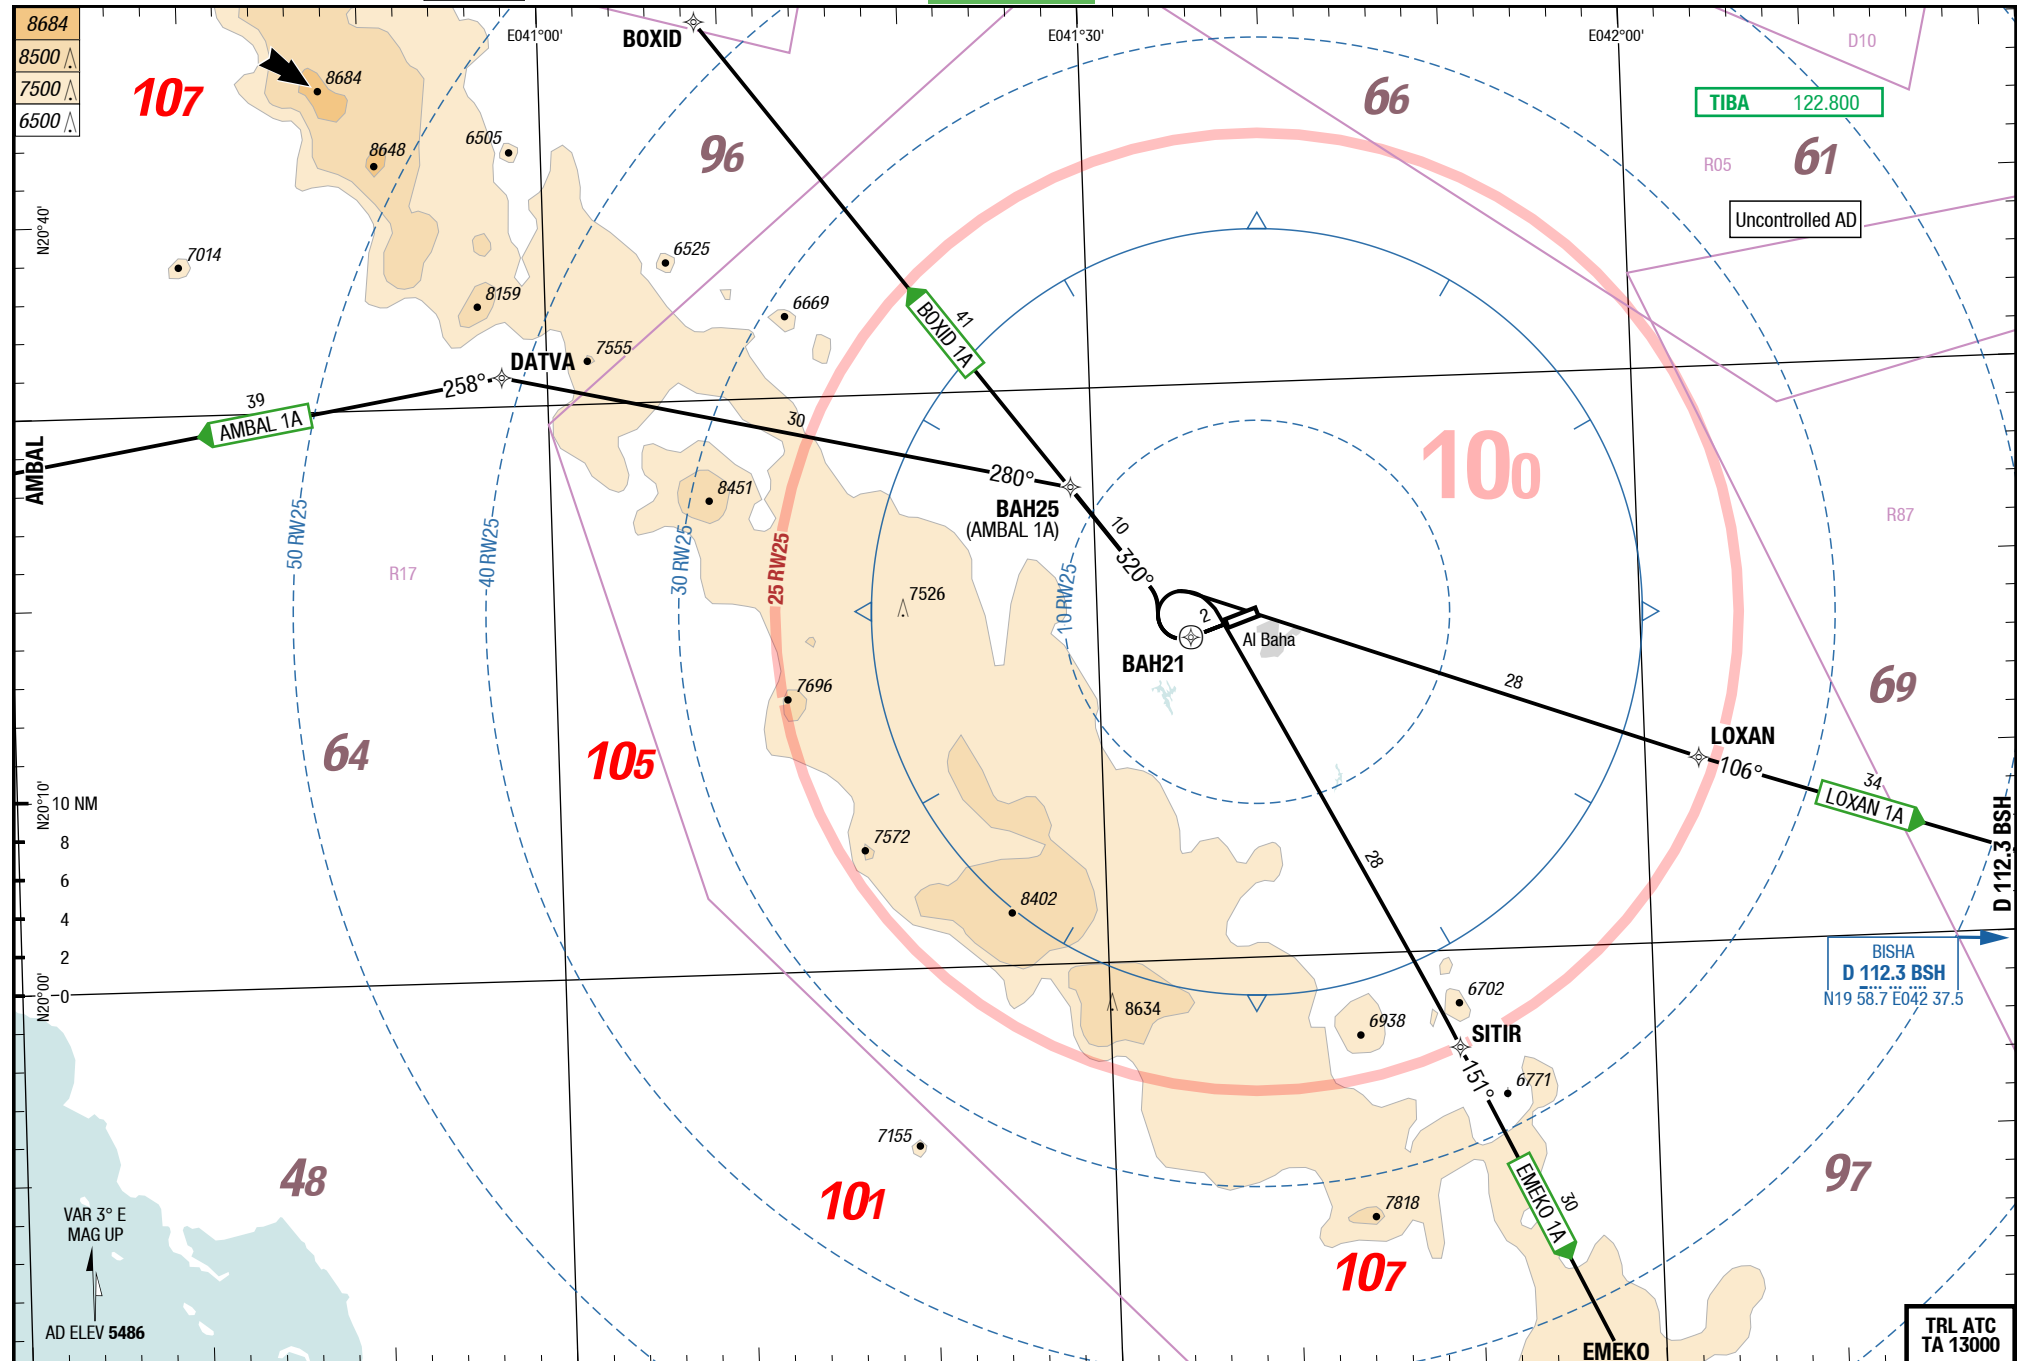 8684
8500
7500
6500
107
8684
8648
6505
E041°00'
BOXID
96
E041°30'
66
E042°00'
D10
TIBA 122.800
R05
61
Uncontrolled AD
N20°40'
7014
8159
6525
6669
7555
DATVA
258°
39
AMBAL 1A
AMBAL
30
280°
41
BOXID 1A
100
BAH25
(AMBAL 1A)
10
320°
8451
50 RW25
40 RW25
30 RW25
25 RW25
10 RW25
R17
R87
7526
2
Al Baha
BAH21
28
69
7696
64
105
LOXAN
106°
34
LOXAN 1A
D 112.3 BSH
N20°10'
10 NM
8
6
4
2
0
N20°00'
7572
8402
28
BISHA
D 112.3 BSH
N19 58.7 E042 37.5
8634
6702
6938
SITIR
151°
6771
7155
48
101
97
7818
107
30
EMEKO 1A
EMEKO
VAR 3° E
MAG UP
AD ELEV 5486
TRL ATC
TA 13000